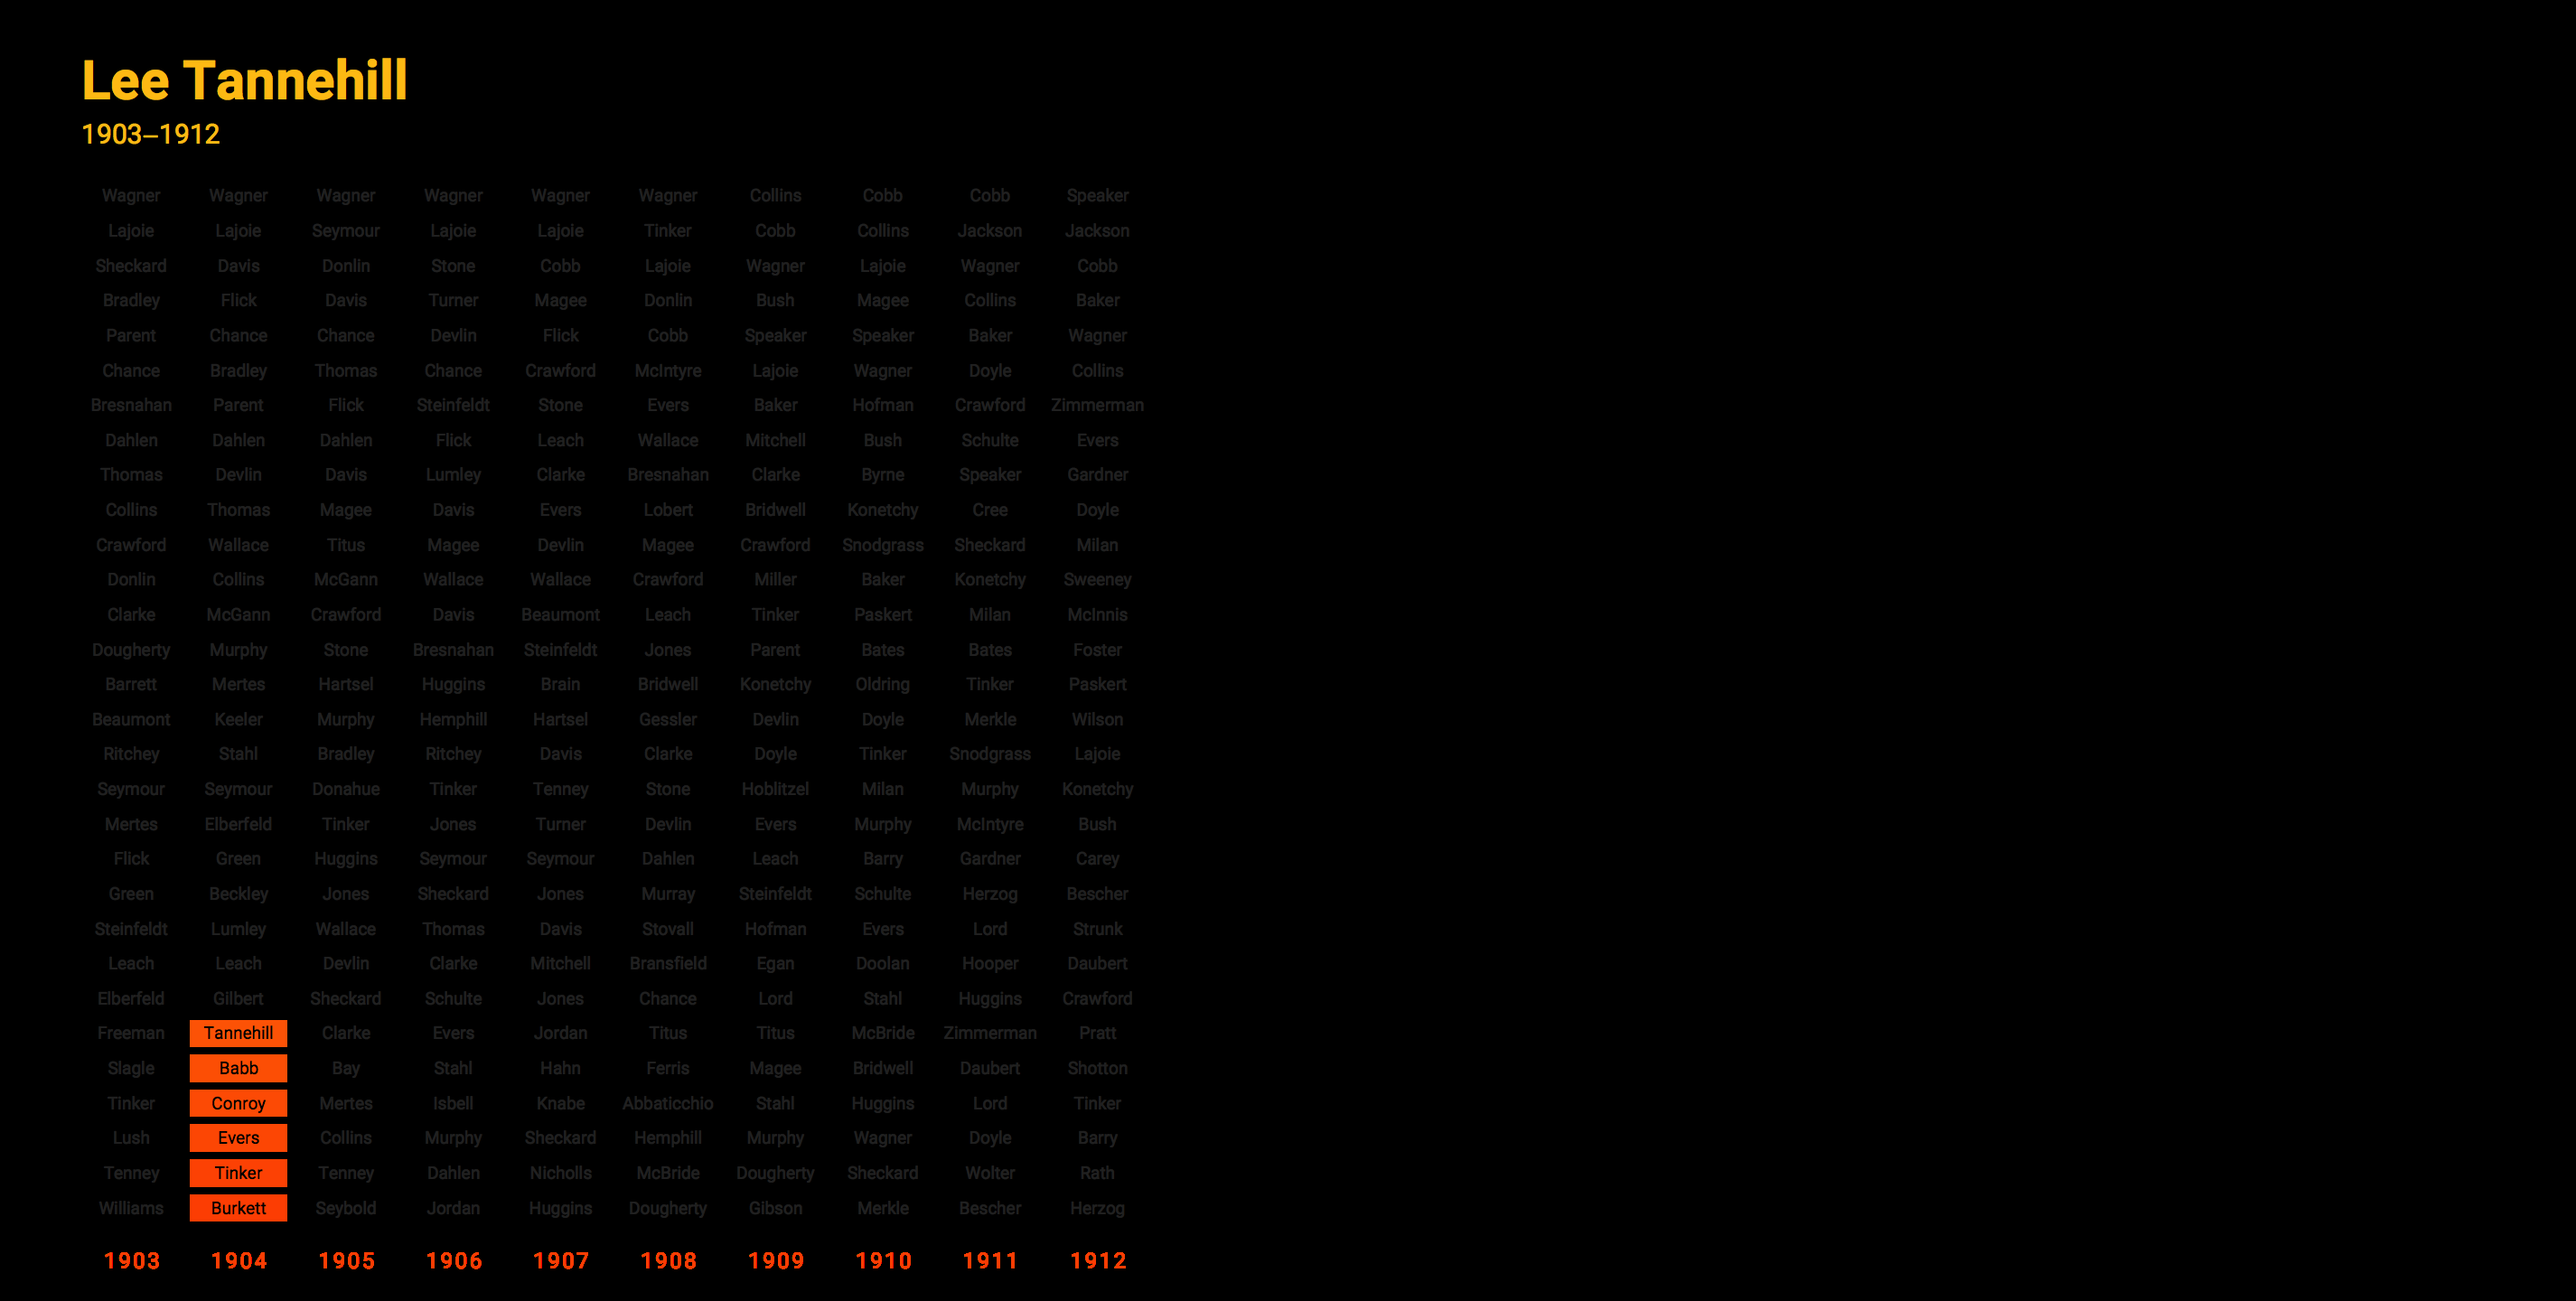 Lee Tannehill
1903–1912
Wagner Wagner Wagner Wagner Wagner Wagner Collins Cobb Cobb Speaker
Lajoie Lajoie Seymour Lajoie Lajoie Tinker Cobb Collins Jackson Jackson
Sheckard Davis Donlin Stone Cobb Lajoie Wagner Lajoie Wagner Cobb
Bradley Flick Davis Turner Magee Donlin Bush Magee Collins Baker
Parent Chance Chance Devlin Flick Cobb Speaker Speaker Baker Wagner
Chance Bradley Thomas Chance Crawford McIntyre Lajoie Wagner Doyle Collins
Bresnahan Parent Flick Steinfeldt Stone Evers Baker Hofman Crawford Zimmerman
Dahlen Dahlen Dahlen Flick Leach Wallace Mitchell Bush Schulte Evers
Thomas Devlin Davis Lumley Clarke Bresnahan Clarke Byrne Speaker Gardner
Collins Thomas Magee Davis Evers Lobert Bridwell Konetchy Cree Doyle
Crawford Wallace Titus Magee Devlin Magee Crawford Snodgrass Sheckard Milan
Donlin Collins McGann Wallace Wallace Crawford Miller Baker Konetchy Sweeney
Clarke McGann Crawford Davis Beaumont Leach Tinker Paskert Milan McInnis
Dougherty Murphy Stone Bresnahan Steinfeldt Jones Parent Bates Bates Foster
Barrett Mertes Hartsel Huggins Brain Bridwell Konetchy Oldring Tinker Paskert
Beaumont Keeler Murphy Hemphill Hartsel Gessler Devlin Doyle Merkle Wilson
Ritchey Stahl Bradley Ritchey Davis Clarke Doyle Tinker Snodgrass Lajoie
Seymour Seymour Donahue Tinker Tenney Stone Hoblitzel Milan Murphy Konetchy
Mertes Elberfeld Tinker Jones Turner Devlin Evers Murphy McIntyre Bush
Flick Green Huggins Seymour Seymour Dahlen Leach Barry Gardner Carey
Green Beckley Jones Sheckard Jones Murray Steinfeldt Schulte Herzog Bescher
Steinfeldt Lumley Wallace Thomas Davis Stovall Hofman Evers Lord Strunk
Leach Leach Devlin Clarke Mitchell Bransfield Egan Doolan Hooper Daubert
Elberfeld Gilbert Sheckard Schulte Jones Chance Lord Stahl Huggins Crawford
Freeman Tannehill Clarke Evers Jordan Titus Titus McBride Zimmerman Pratt
Slagle Babb Bay Stahl Hahn Ferris Magee Bridwell Daubert Shotton
Tinker Conroy Mertes Isbell Knabe Abbaticchio Stahl Huggins Lord Tinker
Lush Evers Collins Murphy Sheckard Hemphill Murphy Wagner Doyle Barry
Tenney Tinker Tenney Dahlen Nicholls McBride Dougherty Sheckard Wolter Rath
Williams Burkett Seybold Jordan Huggins Dougherty Gibson Merkle Bescher Herzog
1903 1904 1905 1906 1907 1908 1909 1910 1911 1912